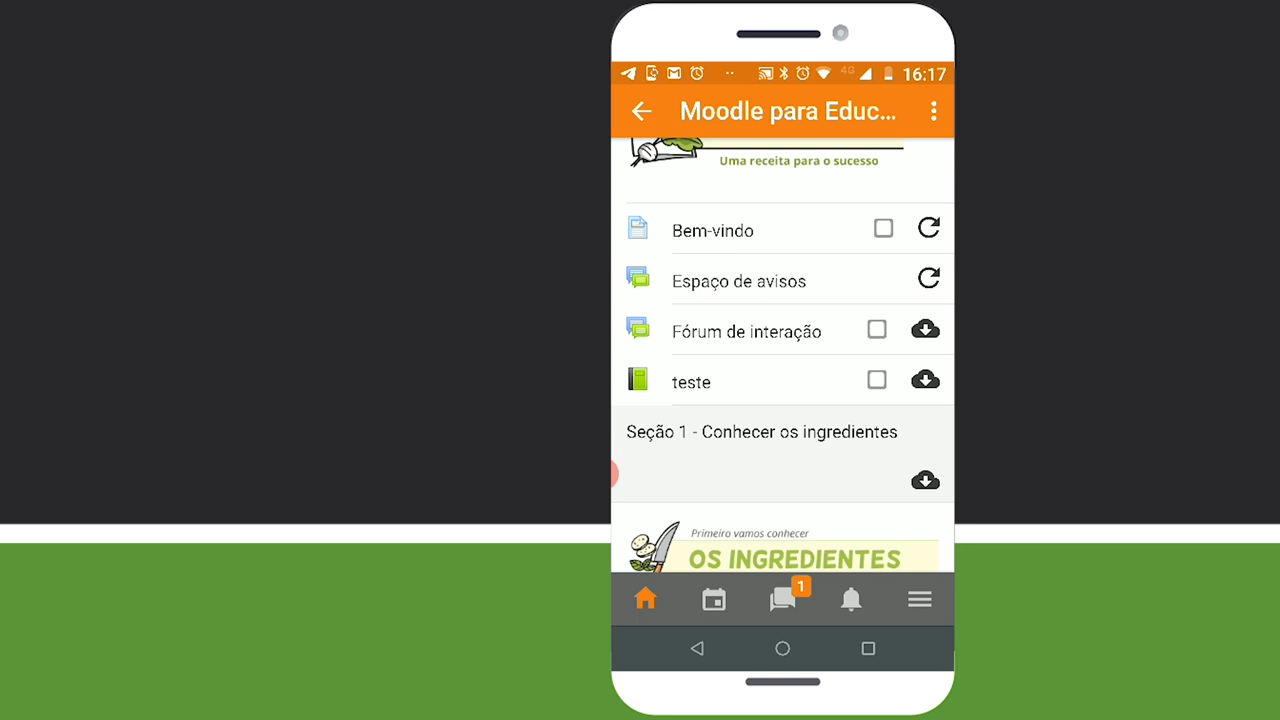 4G 16:17
Moodle para Educ...
Uma receita para o sucesso
Bem-vindo
Espaço de avisos
Fórum de interação
teste
Seção 1 - Conhecer os ingredientes
Primeiro vamos conhecer
OS INGREDIENTES
1